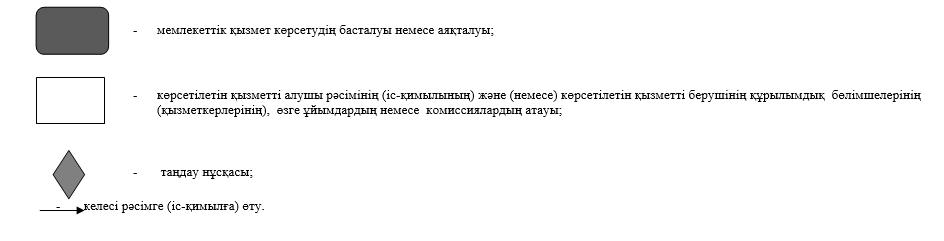 - мемлекеттік қызмет көрсетудің басталуы немесе аяқталуы;
- көрсетілетін қызметті алушы рәсімінің (іс-қимылының) және (немесе) көрсетілетін қызметті берушінің құрылымдық бөлімшелерінің
(қызметкерлерінің), өзге ұйымдардың немесе комиссиялардың атауы;
- таңдау нұсқасы;
- келесі рәсімге (іс-қимылға) өту.